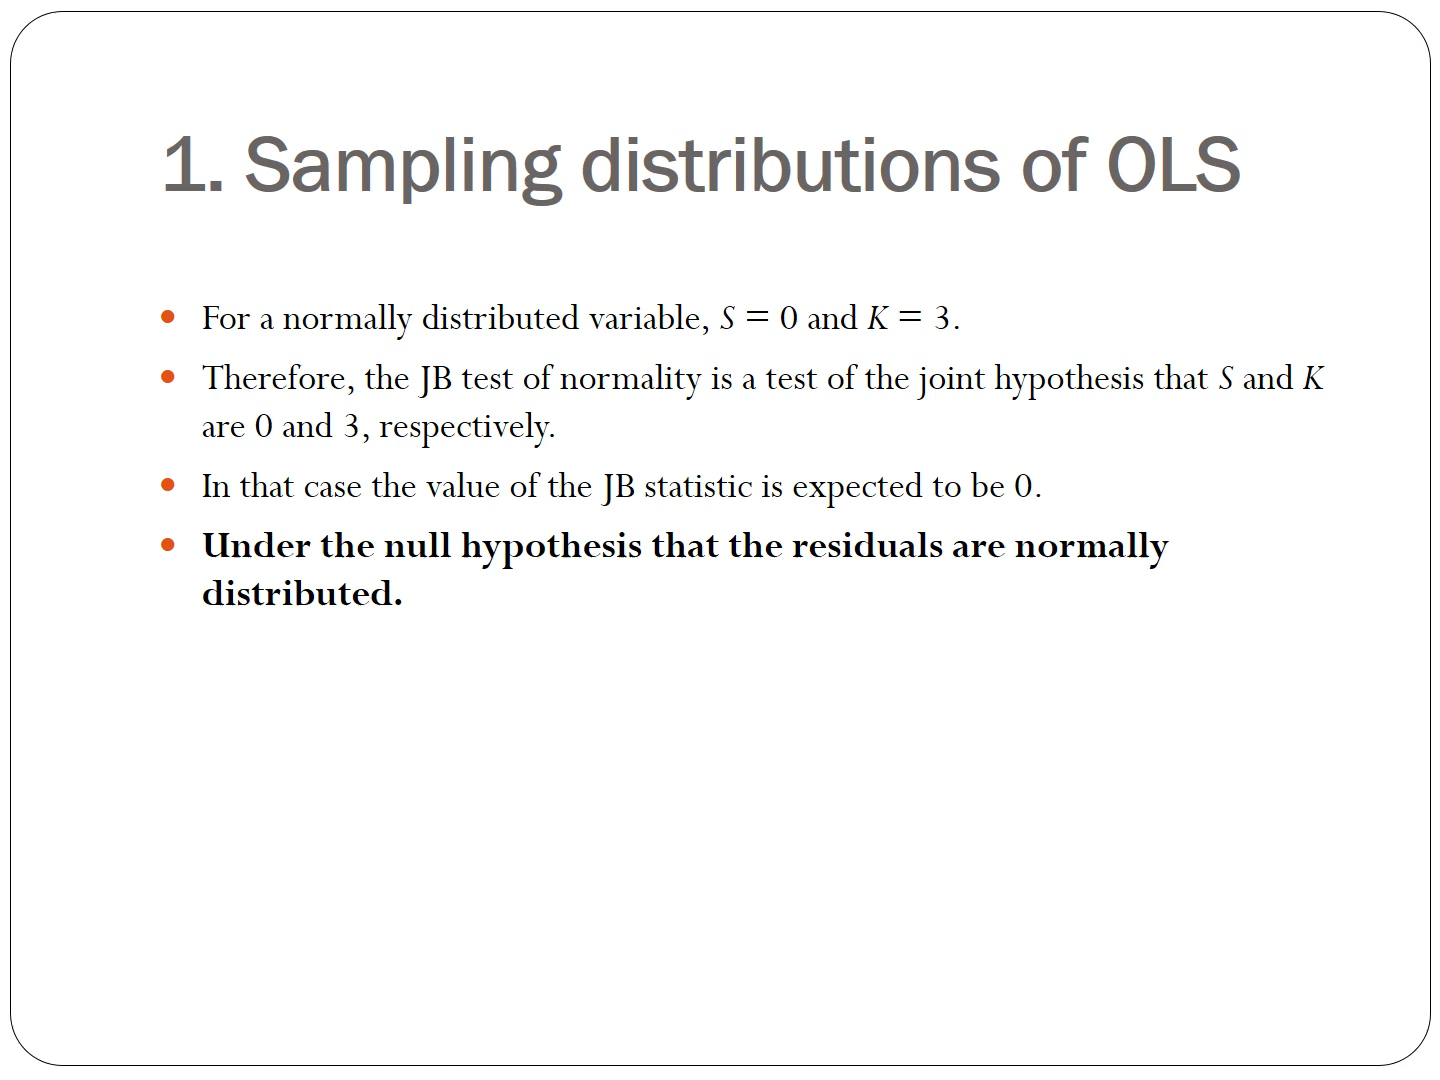 1. Sampling distributions of OLS
• For a normally distributed variable, S = 0 and K = 3.
• Therefore, the JB test of normality is a test of the joint hypothesis that S and K
are 0 and 3, respectively.
• In that case the value of the JB statistic is expected to be 0.
• Under the null hypothesis that the residuals are normally
distributed.